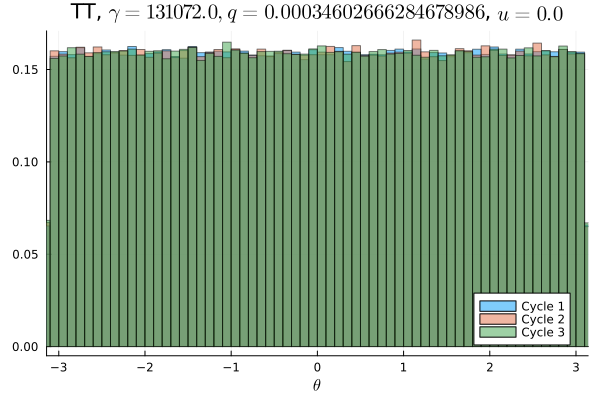 TT, γ = 131072.0, q = 0.00034602666284678986, u = 0.0
0.15
0.10
0.05
0.00
Cycle 1
Cycle 2
Cycle 3
−3 −2 −1 0 1 2 3
θ